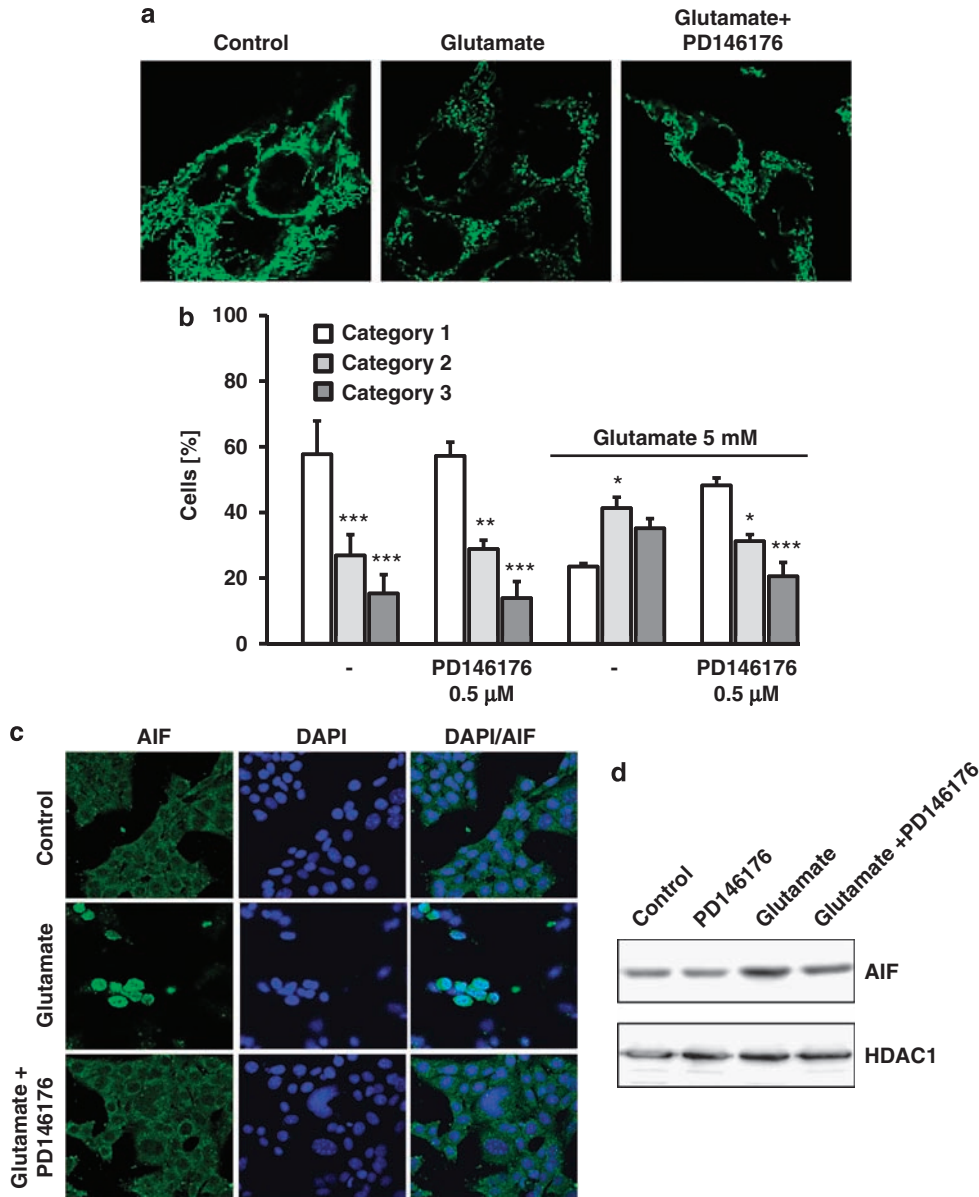 a
Control
Glutamate
Glutamate+
PD146176
b
100
80
60
40
20
0
Cells [%]
Category 1
Category 2
Category 3
Glutamate 5 mM
***
***
**
***
*
*
***
-
PD146176
0.5 μM
-
PD146176
0.5 μM
c
AIF
DAPI
DAPI/AIF
Control
Glutamate
Glutamate +
PD146176
d
Control
PD146176
Glutamate
Glutamate +PD146176
AIF
HDAC1